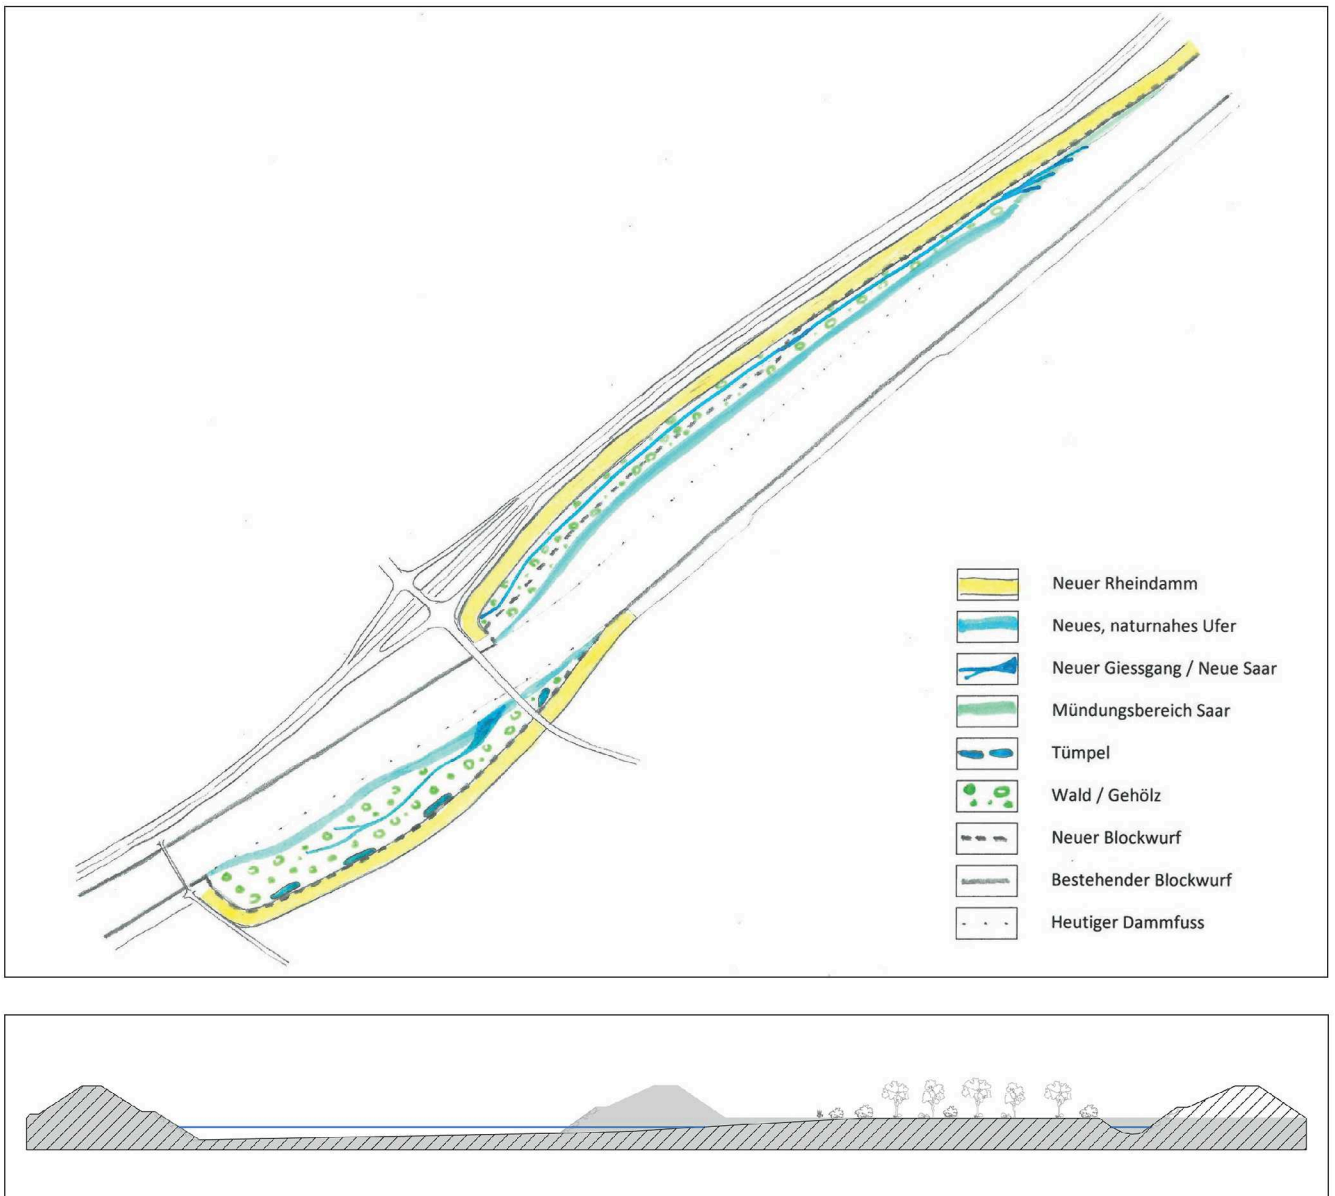 Neuer Rheindamm
Neues, naturnahes Ufer
Neuer Giessgang / Neue Saar
Mündungsbereich Saar
Tümpel
Wald / Gehölz
Neuer Blockwurf
Bestehender Blockwurf
Heutiger Dammfuss